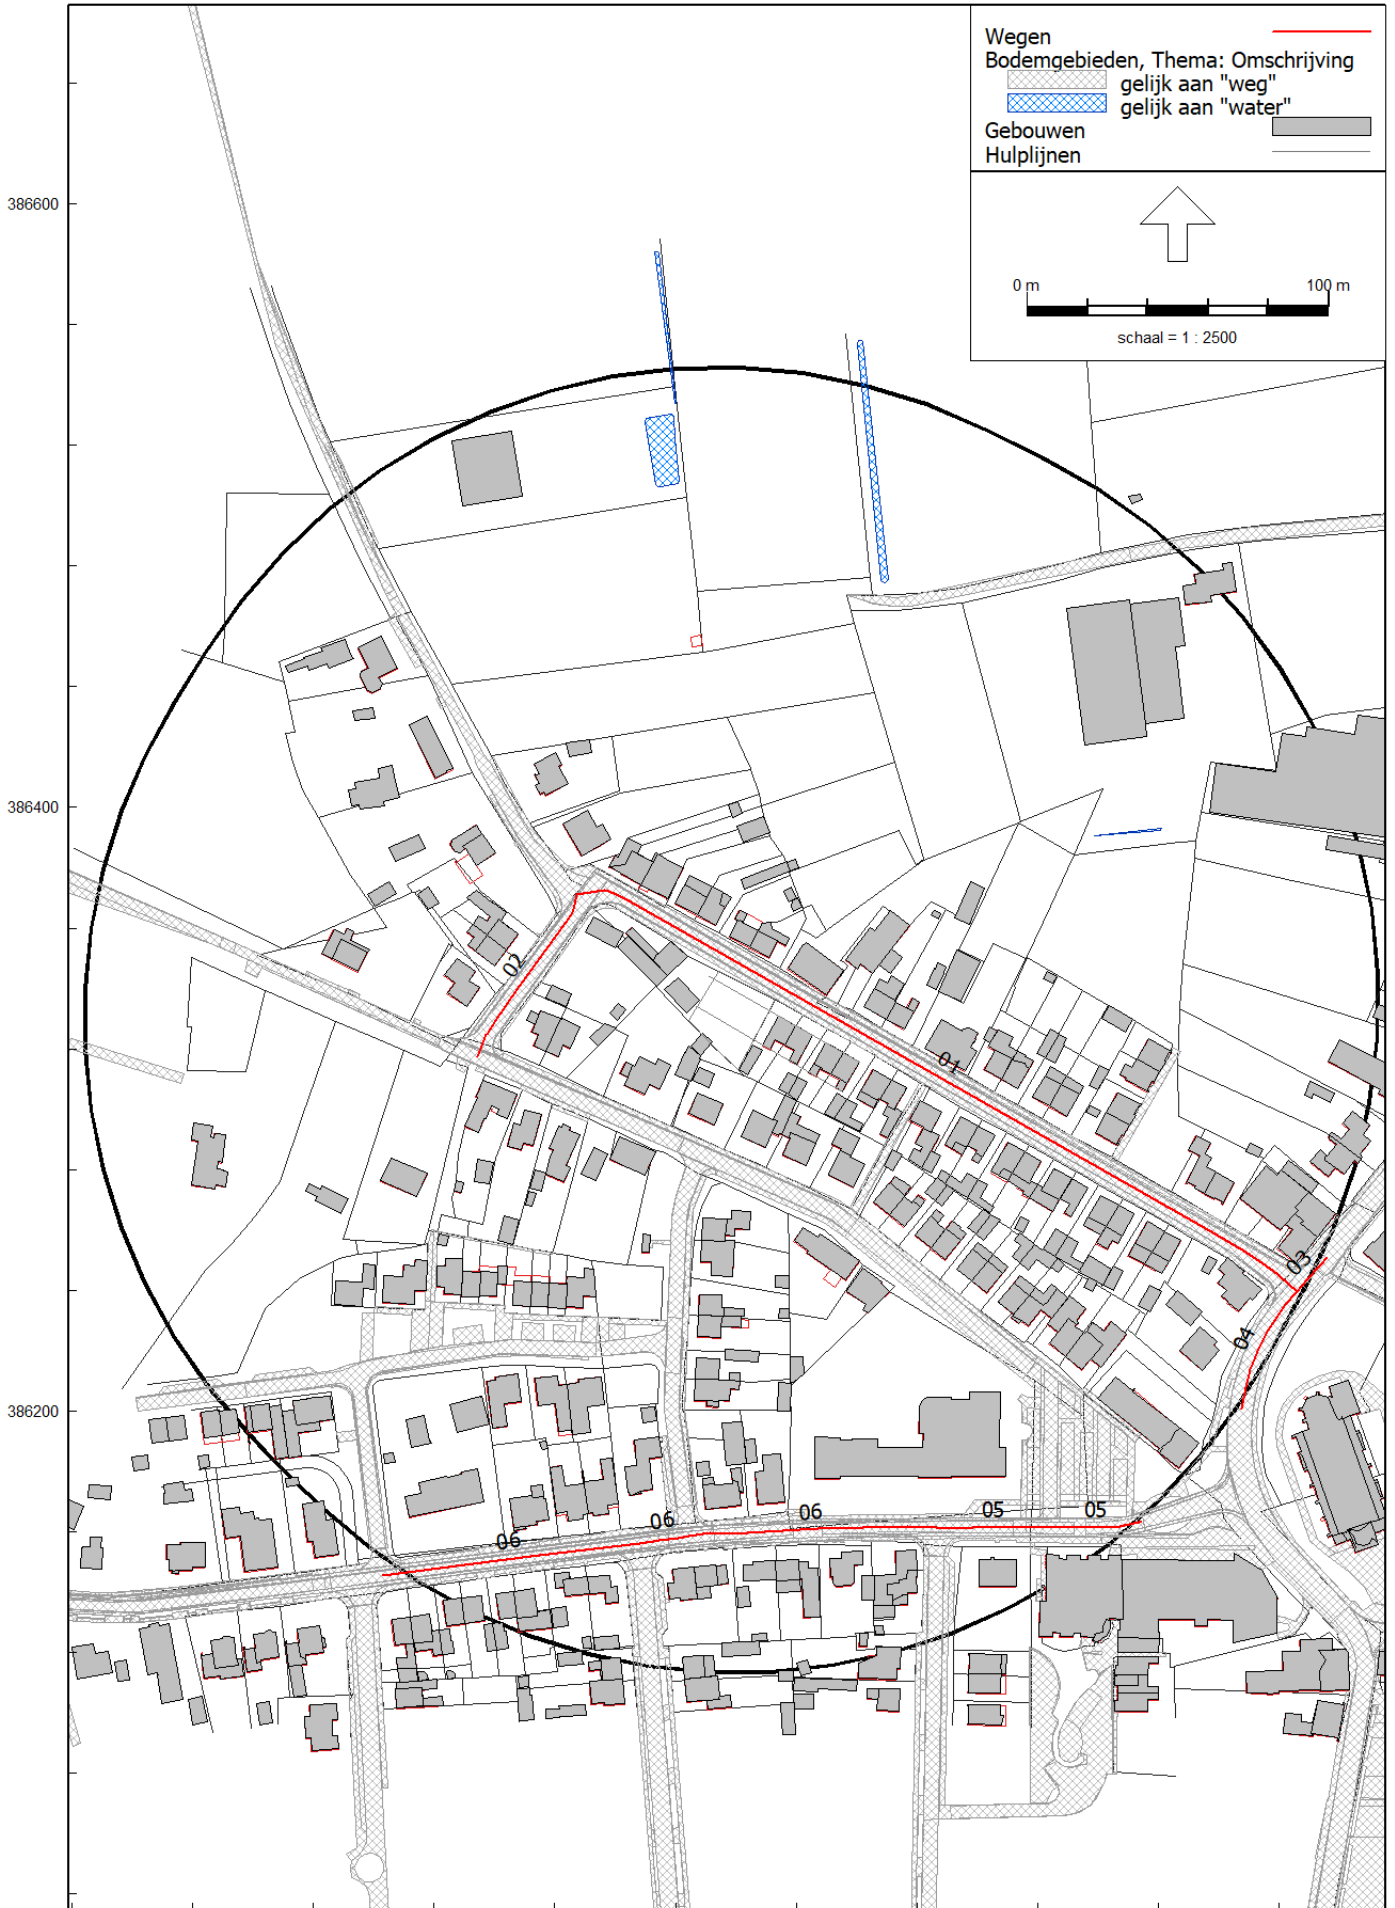 Wegen
Bodemgebieden, Thema: Omschrijving
gelijk aan "weg"
gelijk aan "water"
Gebouwen
Hulplijnen
386600
0 m 100 m
schaal = 1 : 2500
386400
02
01
03
04
386200
06 06 06 05 05